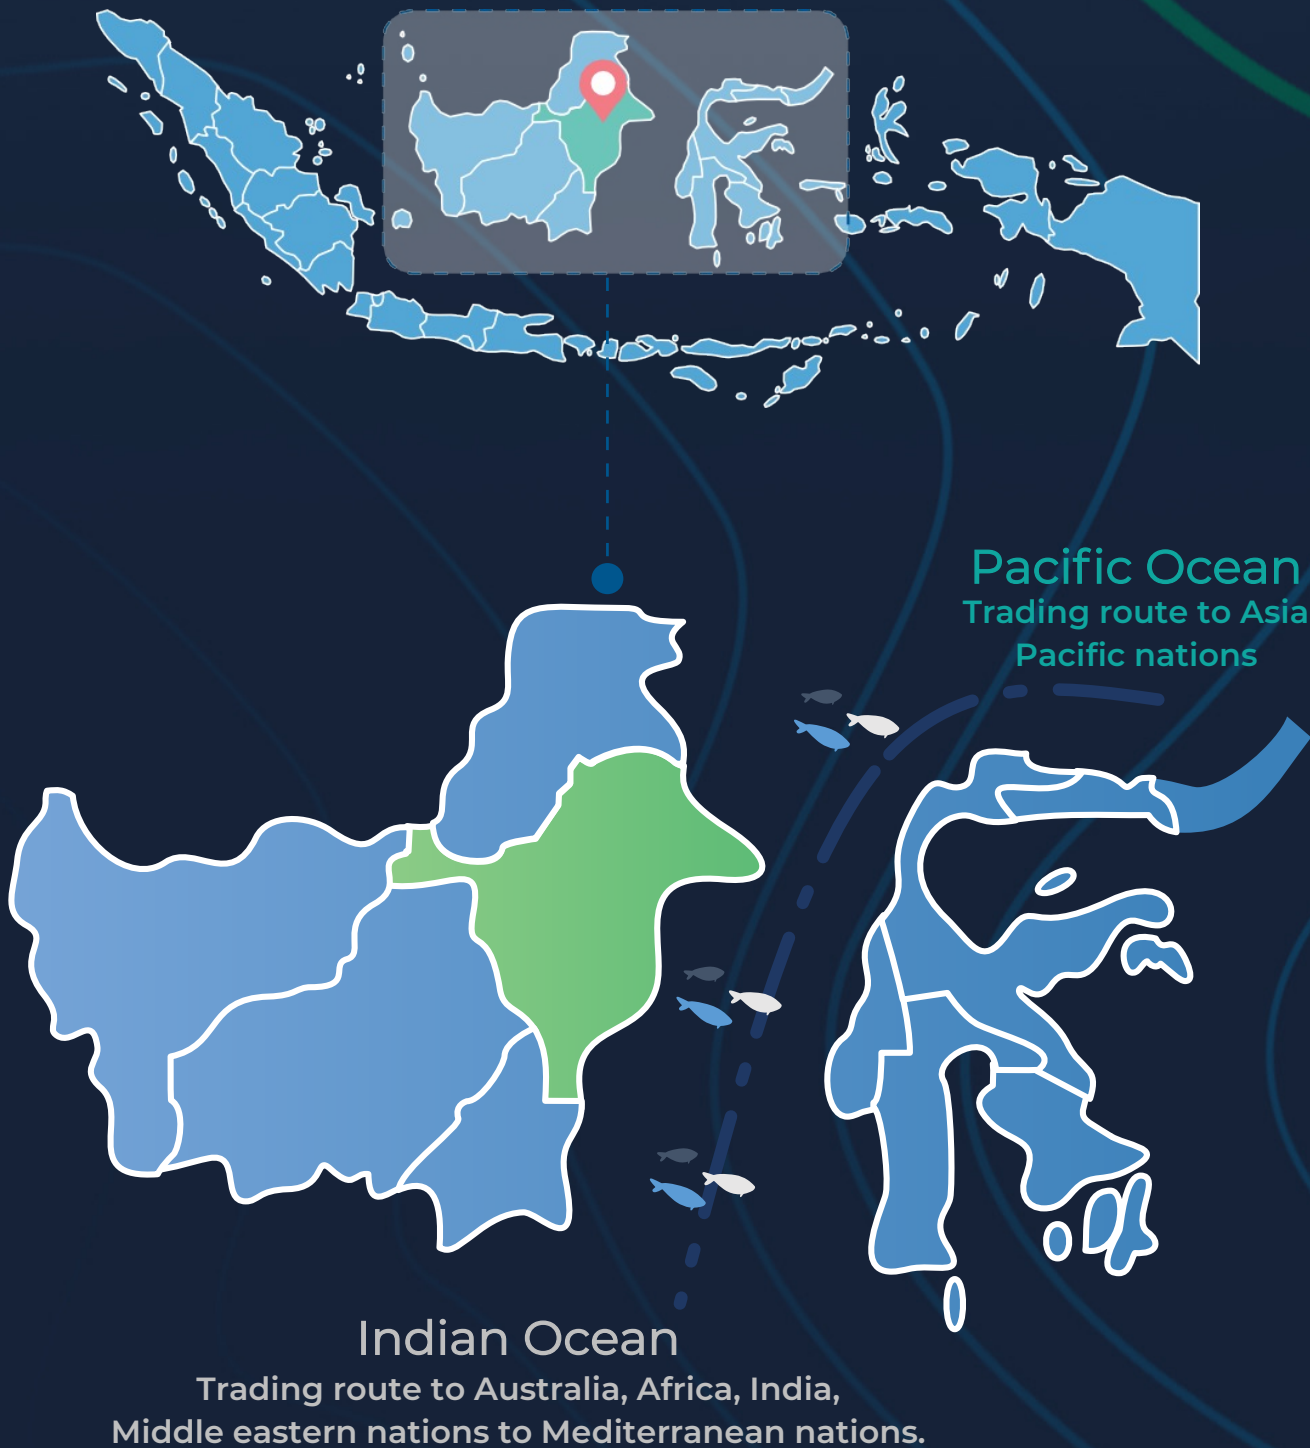 Pacific Ocean
Trading route to Asia
Pacific nations
Indian Ocean
Trading route to Australia, Africa, India,
Middle eastern nations to Mediterranean nations.